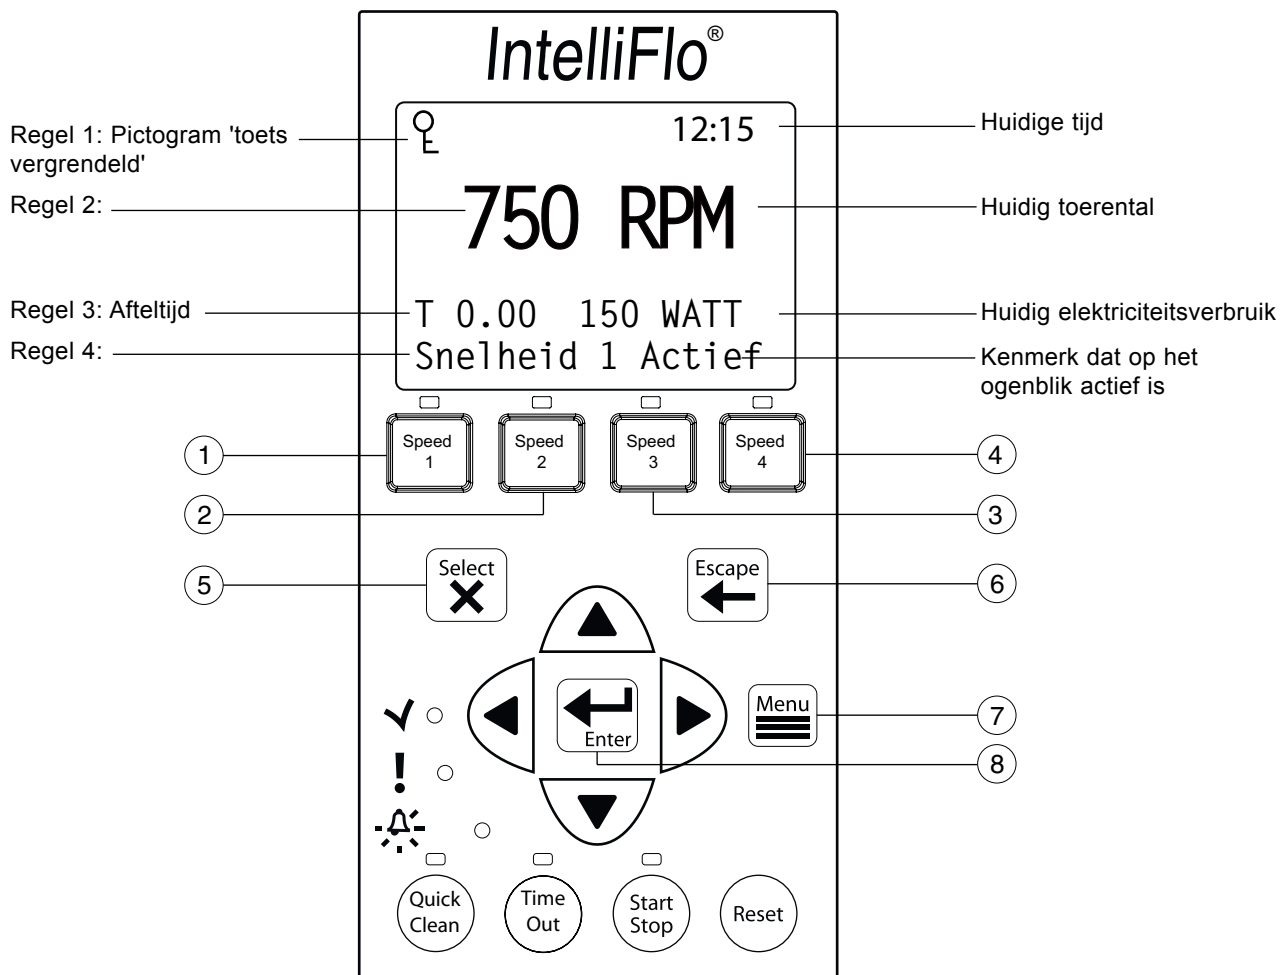 IntelliFlo®
Regel 1: Pictogram 'toets
vergrendeld'
12:15
Huidige tijd
Regel 2:
750 RPM
Huidig toerental
Regel 3: Afteltijd
T 0.00 150 WATT
Huidig elektriciteitsverbruik
Regel 4:
Snelheid 1 Actief
Kenmerk dat op het
ogenblik actief is
Speed
1
Speed
2
Speed
3
Speed
4
1
4
2
3
Select
Escape
5
6
Menu
7
Enter
8
!
Quick
Clean
Time
Out
Start
Stop
Reset